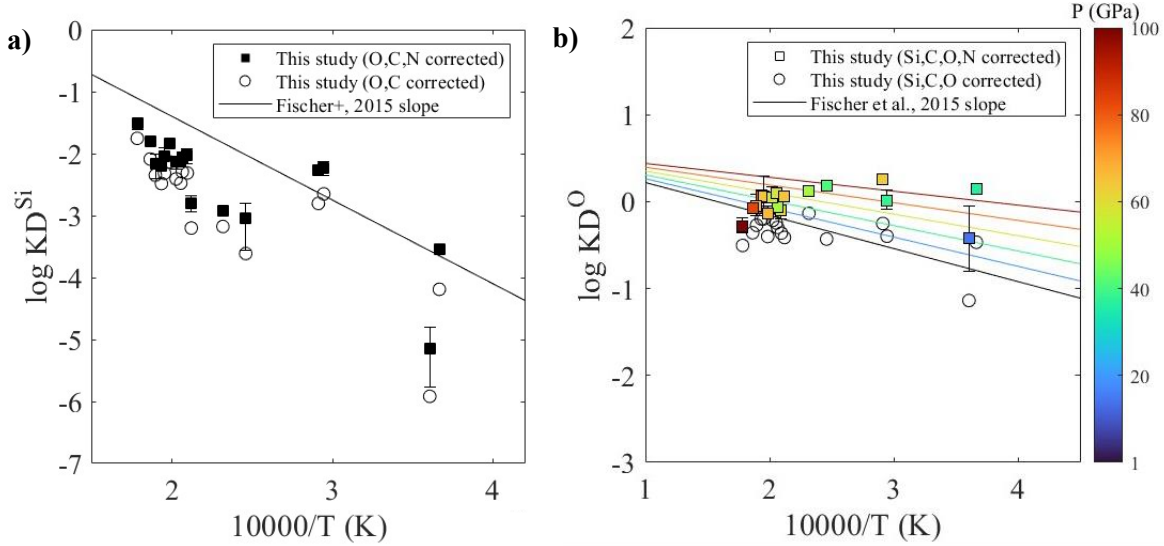 a)
0
-1
-2
-3
-4
-5
-6
-7
log KD^Si
2
3
4
10000/T (K)
This study (O,C,N corrected)
This study (O,C corrected)
Fischer+, 2015 slope
b)
2
1
0
-1
-2
-3
log KD^O
1
2
3
4
10000/T (K)
This study (Si,C,O,N corrected)
This study (Si,C,O corrected)
Fischer et al., 2015 slope
P (GPa)
100
80
60
40
20
1